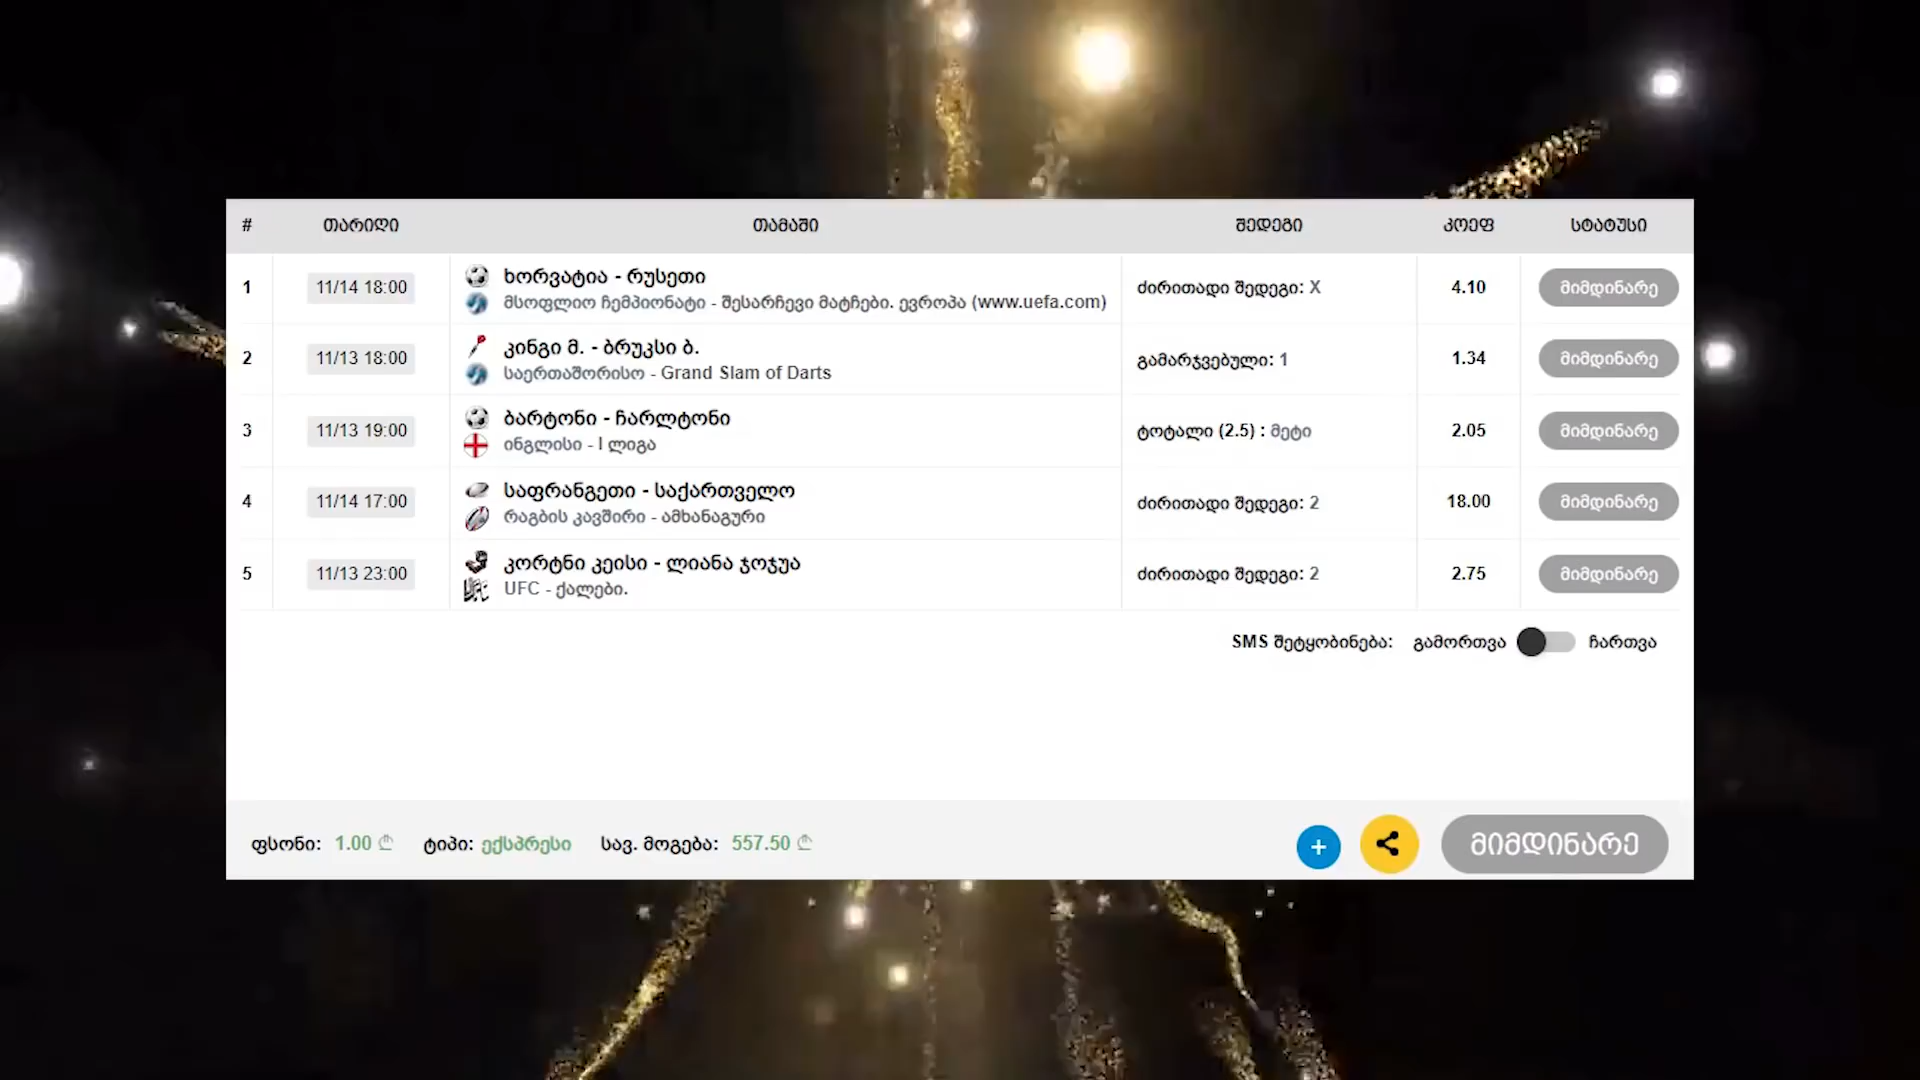 # თარიღი თამაში შედეგი კოეფ სტატუსი
1 11/14 18:00 ხორვატია - რუსეთი ძირითადი შედეგი: X 4.10 მიმდინარე
მსოფლიო ჩემპიონატი - შესარჩევი მატჩები. ევროპა (www.uefa.com)
2 11/13 18:00 კინგი მ. - ბრუკსი ბ. გამარჯვებული: 1 1.34 მიმდინარე
საერთაშორისო - Grand Slam of Darts
3 11/13 19:00 ბარტონი - ჩარლტონი ტოტალი (2.5) : მეტი 2.05 მიმდინარე
ინგლისი - I ლიგა
4 11/14 17:00 საფრანგეთი - საქართველო ძირითადი შედეგი: 2 18.00 მიმდინარე
რაგბის კავშირი - ამხანაგური
5 11/13 23:00 კორტნი კეისი - ლიანა ჯოჯუა ძირითადი შედეგი: 2 2.75 მიმდინარე
UFC - ქალები.
SMS შეტყობინება: გამორთვა ჩართვა
ფსონი: 1.00 ₾ ტიპი: ექსპრესი სავ. მოგება: 557.50 ₾ + მიმდინარე